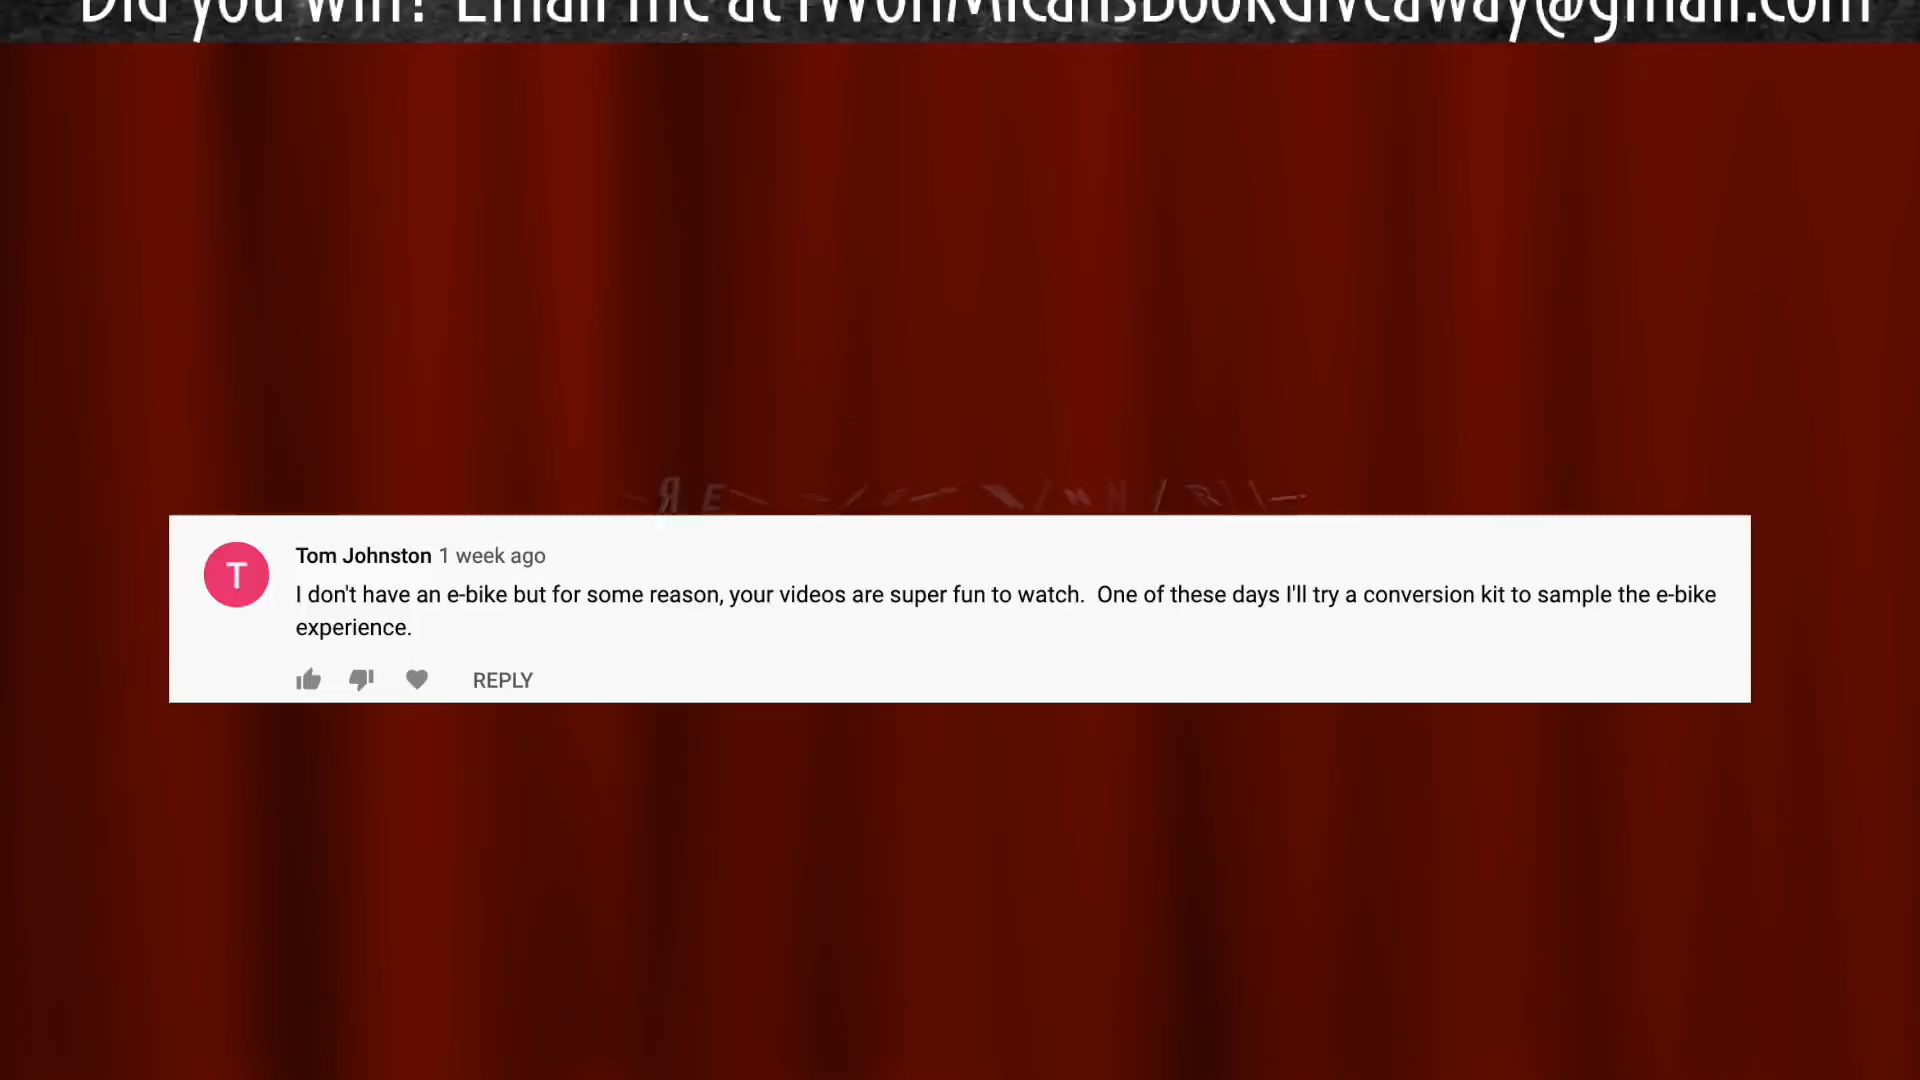 Did you win? Email me at IWonMicahsBookGiveaway@gmail.com
Tom Johnston 1 week ago
I don't have an e-bike but for some reason, your videos are super fun to watch. One of these days I'll try a conversion kit to sample the e-bike
experience.
REPLY